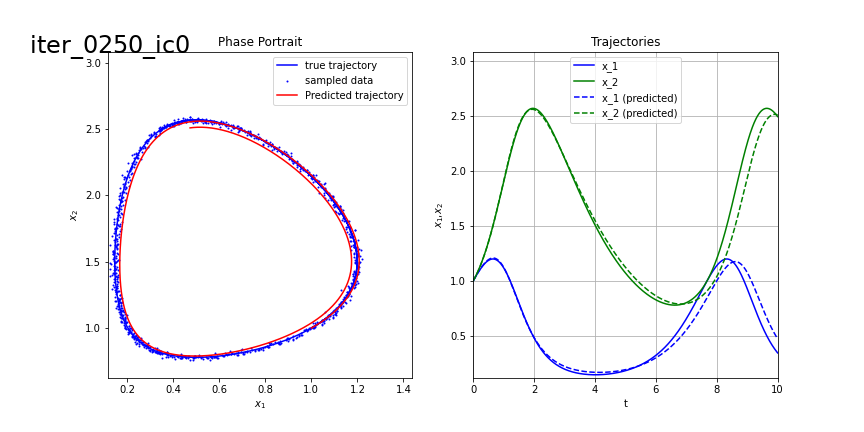 iter_0250_ic0
Phase Portrait
true trajectory
sampled data
Predicted trajectory
3.0
2.5
2.0
1.5
1.0
x₂
0.2 0.4 0.6 0.8 1.0 1.2 1.4
x₁
Trajectories
x_1
x_2
x_1 (predicted)
x_2 (predicted)
3.0
2.5
2.0
1.5
1.0
0.5
x₁,x₂
0 2 4 6 8 10
t